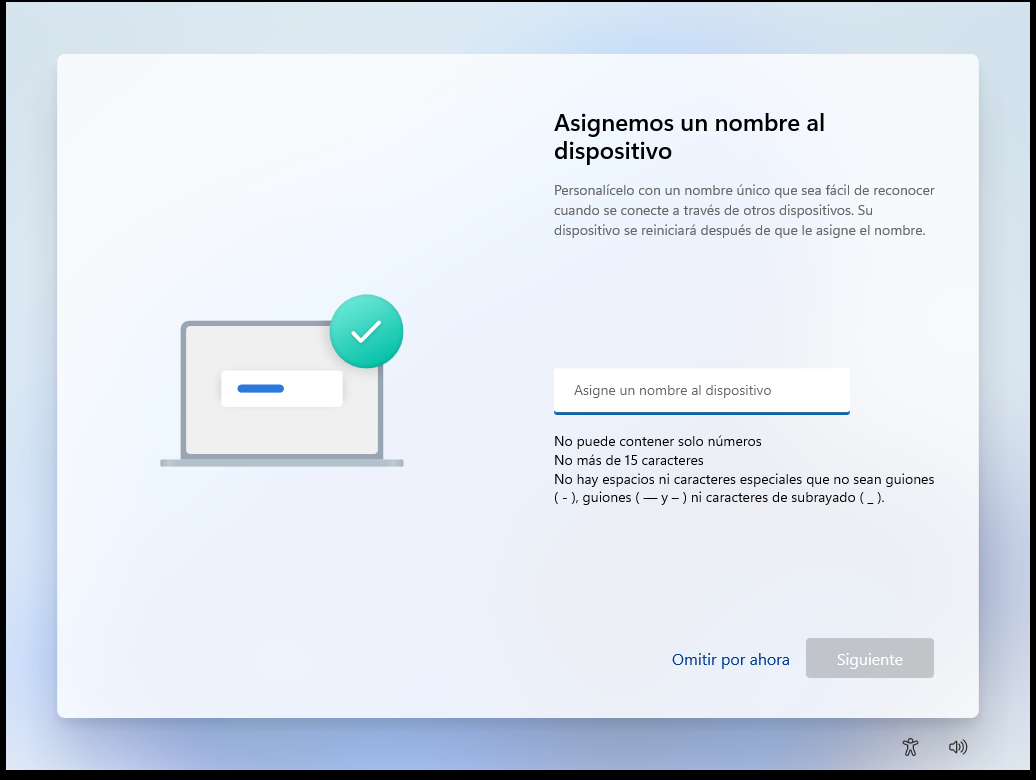 Asignemos un nombre al
dispositivo
Personalícelo con un nombre único que sea fácil de reconocer
cuando se conecte a través de otros dispositivos. Su
dispositivo se reiniciará después de que le asigne el nombre.
Asigne un nombre al dispositivo
No puede contener solo números
No más de 15 caracteres
No hay espacios ni caracteres especiales que no sean guiones
( - ), guiones ( — y – ) ni caracteres de subrayado ( _ ).
Omitir por ahora
Siguiente